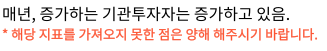 매년, 증가하는 기관투자자는 증가하고 있음.
* 해당 지표를 가져오지 못한 점은 양해 해주시기 바랍니다.